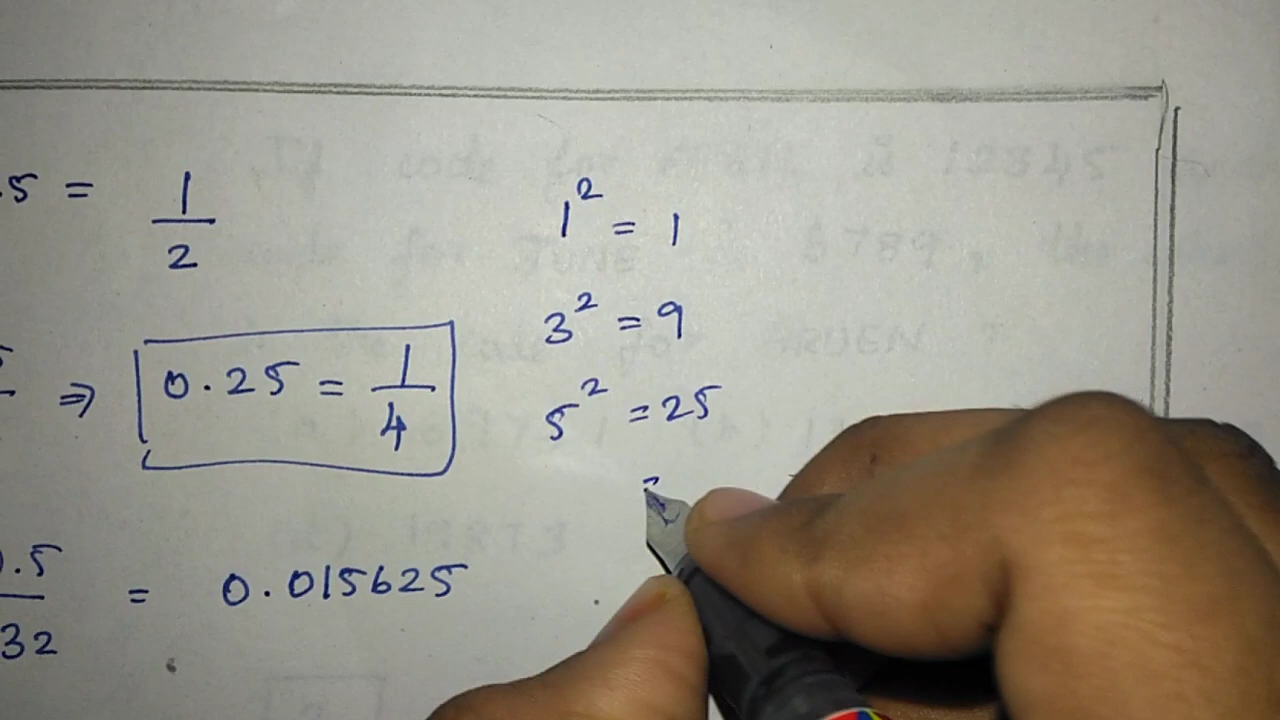 .5 = 1/2
⇒ 0.25 = 1/4
.5/32 = 0.015625
1² = 1
3² = 9
5² = 25